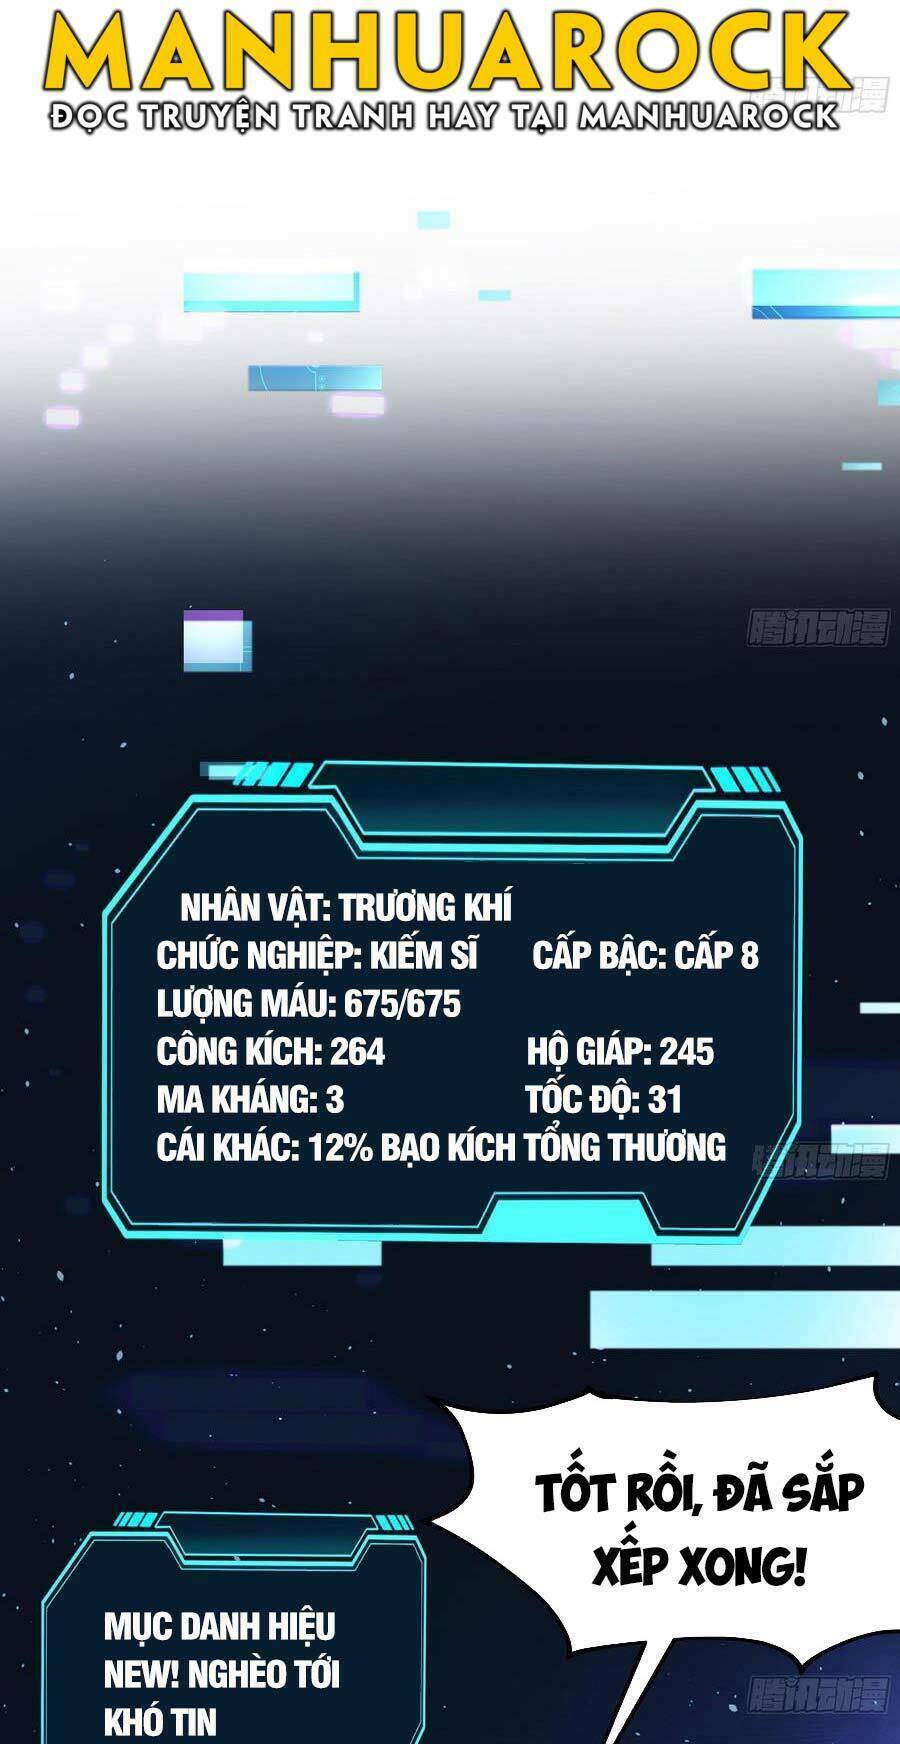 MANHUAROCK
ĐỌC TRUYỆN TRANH HAY TẠI MANHUAROCK
腾讯动漫
腾讯动漫
NHÂN VẬT: TRƯƠNG KHÍ
CHỨC NGHIỆP: KIẾM SĨ CẤP BẬC: CẤP 8
LƯỢNG MÁU: 675/675
CÔNG KÍCH: 264 HỘ GIÁP: 245
MA KHÁNG: 3 TỐC ĐỘ: 31
CÁI KHÁC: 12% BẠO KÍCH TỔNG THƯƠNG
腾讯动漫
TỐT RỒI, ĐÃ SẮP
XẾP XONG!
MỤC DANH HIỆU
NEW! NGHÈO TỚI
KHÓ TIN
腾讯动漫